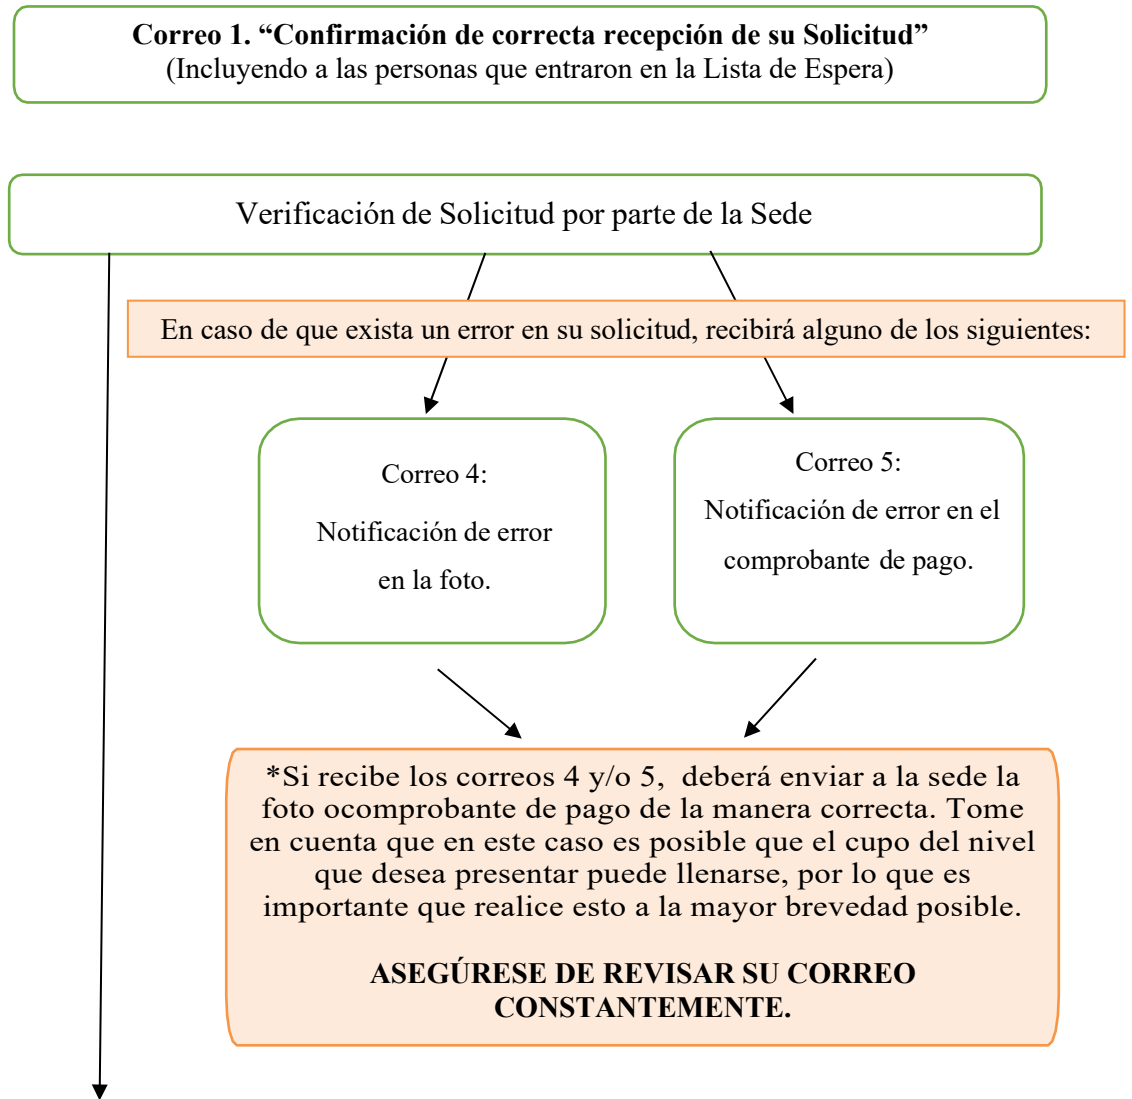 Correo 1. “Confirmación de correcta recepción de su Solicitud”
(Incluyendo a las personas que entraron en la Lista de Espera)
Verificación de Solicitud por parte de la Sede
En caso de que exista un error en su solicitud, recibirá alguno de los siguientes:
Correo 4:
Notificación de error
en la foto.
Correo 5:
Notificación de error en el
comprobante de pago.
*Si recibe los correos 4 y/o 5, deberá enviar a la sede la
foto ocomprobante de pago de la manera correcta. Tome
en cuenta que en este caso es posible que el cupo del nivel
que desea presentar puede llenarse, por lo que es
importante que realice esto a la mayor brevedad posible.
ASEGÚRESE DE REVISAR SU CORREO
CONSTANTEMENTE.